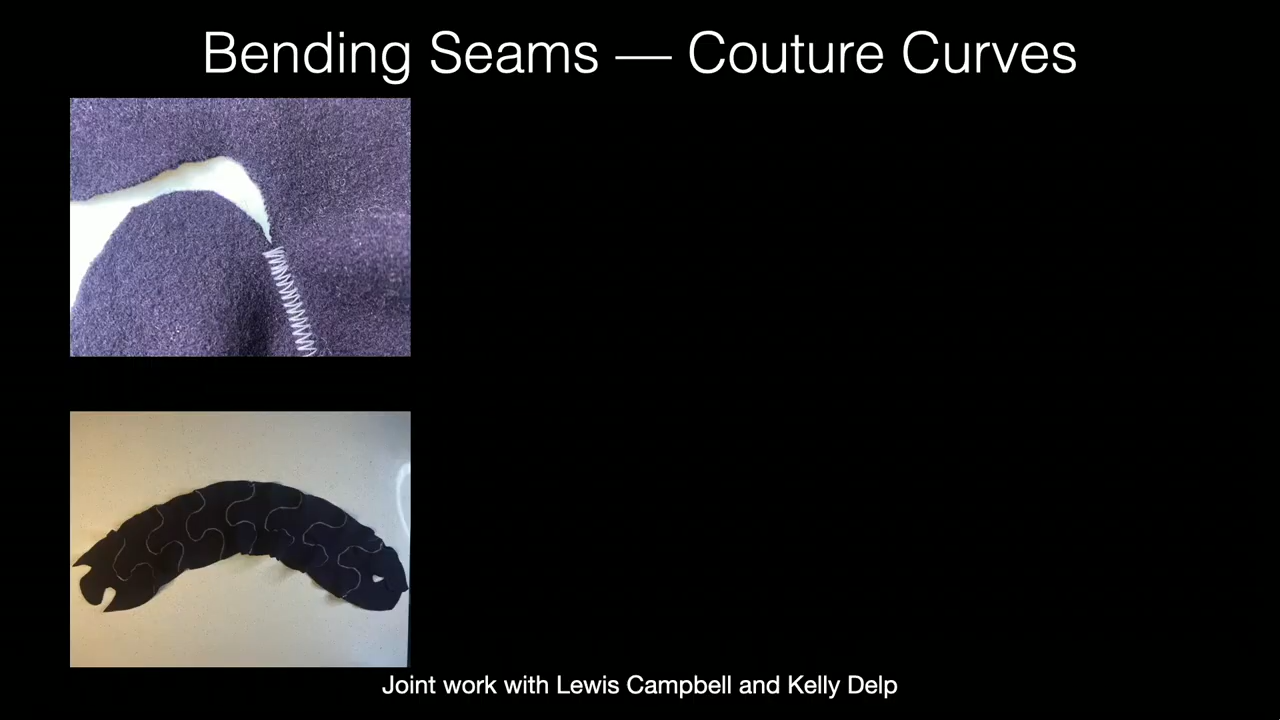 Bending Seams — Couture Curves
Joint work with Lewis Campbell and Kelly Delp